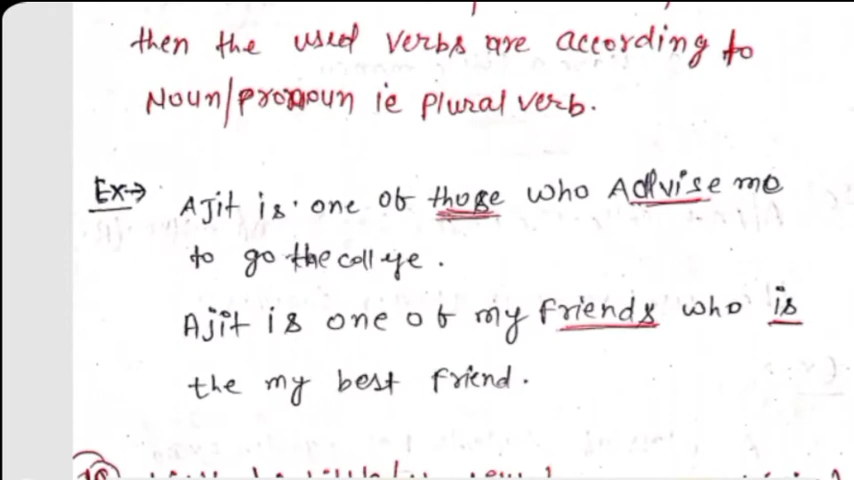 then the used verbs are according to
Noun/pronoun ie plural verb.
Ex→ Ajit is one of those who Advise me
to go the college.
Ajit is one of my friends who is
the my best friend.